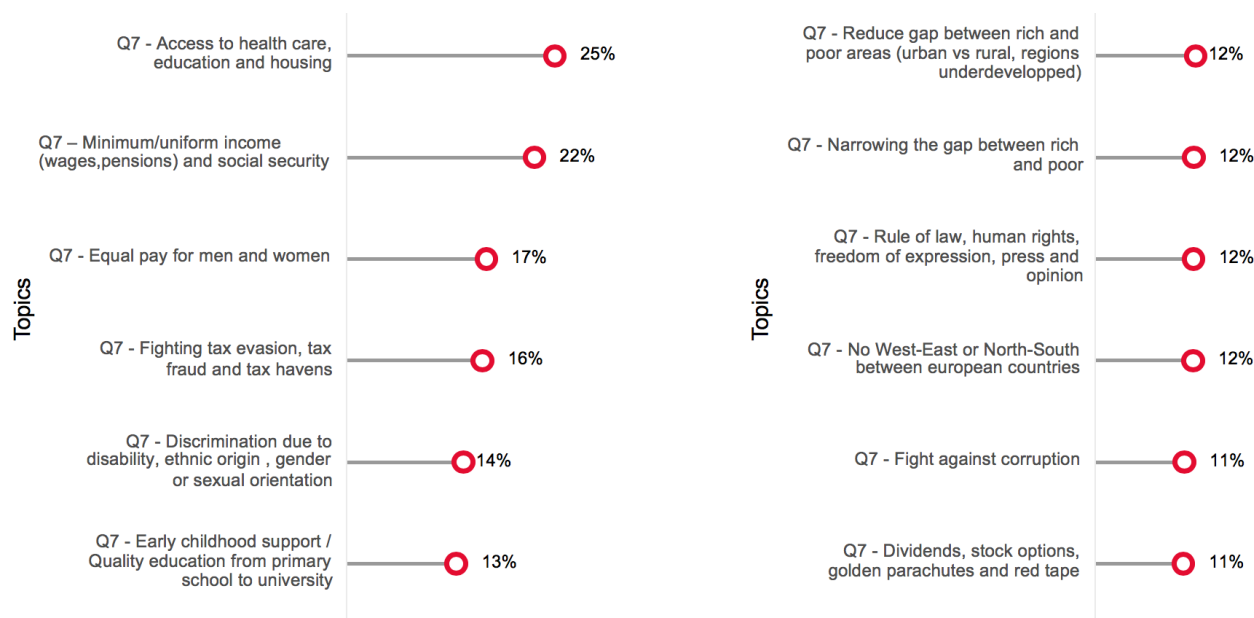 Q7 - Access to health care,
education and housing
25%
Q7 – Minimum/uniform income
(wages,pensions) and social security
22%
Q7 - Equal pay for men and women
17%
Topics
Q7 - Fighting tax evasion, tax
fraud and tax havens
16%
Q7 - Discrimination due to
disability, ethnic origin , gender
or sexual orientation
14%
Q7 - Early childhood support /
Quality education from primary
school to university
13%
Q7 - Reduce gap between rich and
poor areas (urban vs rural, regions
underdevelopped)
12%
Q7 - Narrowing the gap between rich
and poor
12%
Q7 - Rule of law, human rights,
freedom of expression, press and
opinion
12%
Topics
Q7 - No West-East or North-South
between european countries
12%
Q7 - Fight against corruption
11%
Q7 - Dividends, stock options,
golden parachutes and red tape
11%